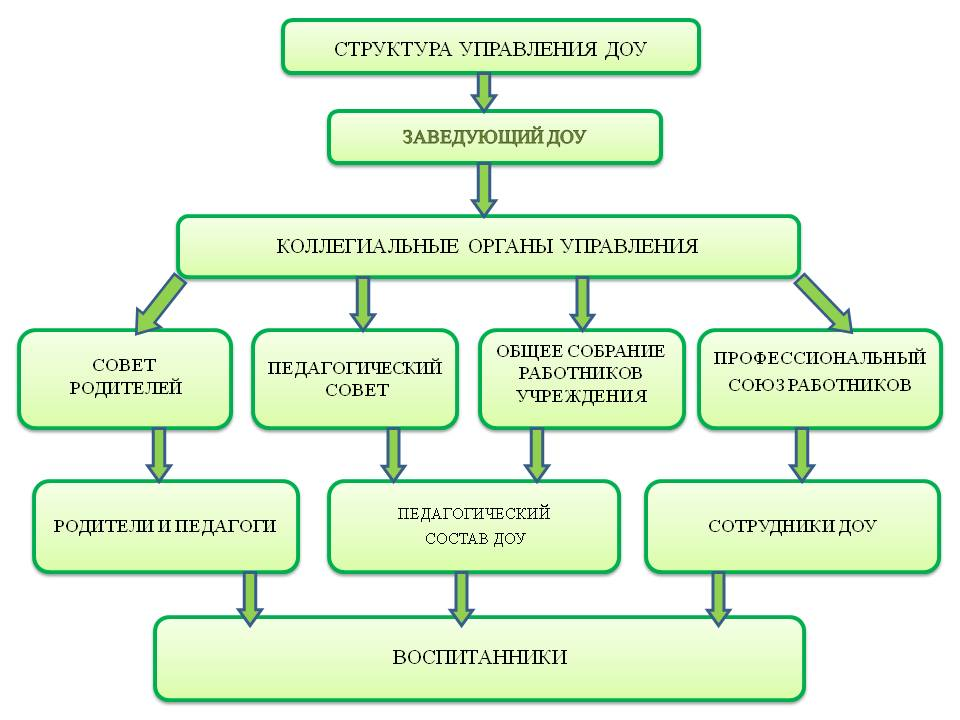 СТРУКТУРА УПРАВЛЕНИЯ ДОУ
ЗАВЕДУЮЩИЙ ДОУ
КОЛЛЕГИАЛЬНЫЕ ОРГАНЫ УПРАВЛЕНИЯ
СОВЕТ
РОДИТЕЛЕЙ
ПЕДАГОГИЧЕСКИЙ
СОВЕТ
ОБЩЕЕ СОБРАНИЕ
РАБОТНИКОВ
УЧРЕЖДЕНИЯ
ПРОФЕССИОНАЛЬНЫЙ
СОЮЗ РАБОТНИКОВ
РОДИТЕЛИ И ПЕДАГОГИ
ПЕДАГОГИЧЕСКИЙ
СОСТАВ ДОУ
СОТРУДНИКИ ДОУ
ВОСПИТАННИКИ